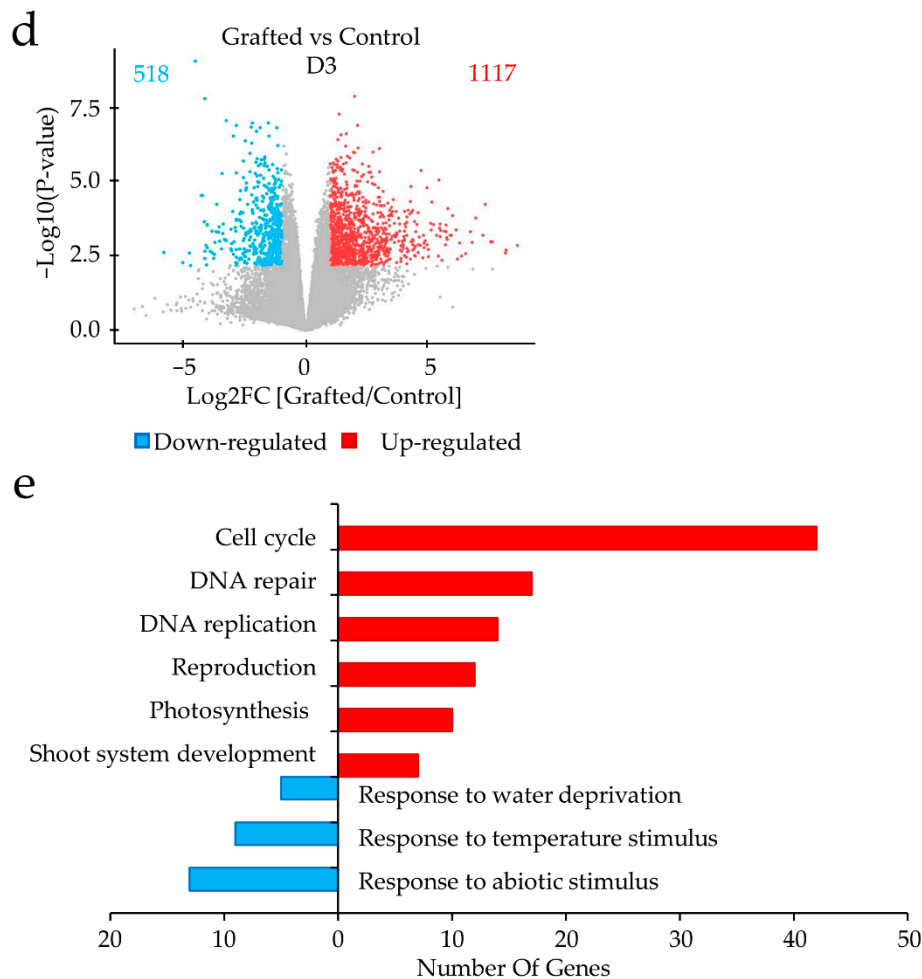 d
Grafted vs Control
D3
518
1117
7.5
5.0
2.5
0.0
–Log10(P-value)
−5
0
5
Log2FC [Grafted/Control]
Down-regulated
Up-regulated
e
Cell cycle
DNA repair
DNA replication
Reproduction
Photosynthesis
Shoot system development
Response to water deprivation
Response to temperature stimulus
Response to abiotic stimulus
20 10 0 10 20 30 40 50
Number Of Genes